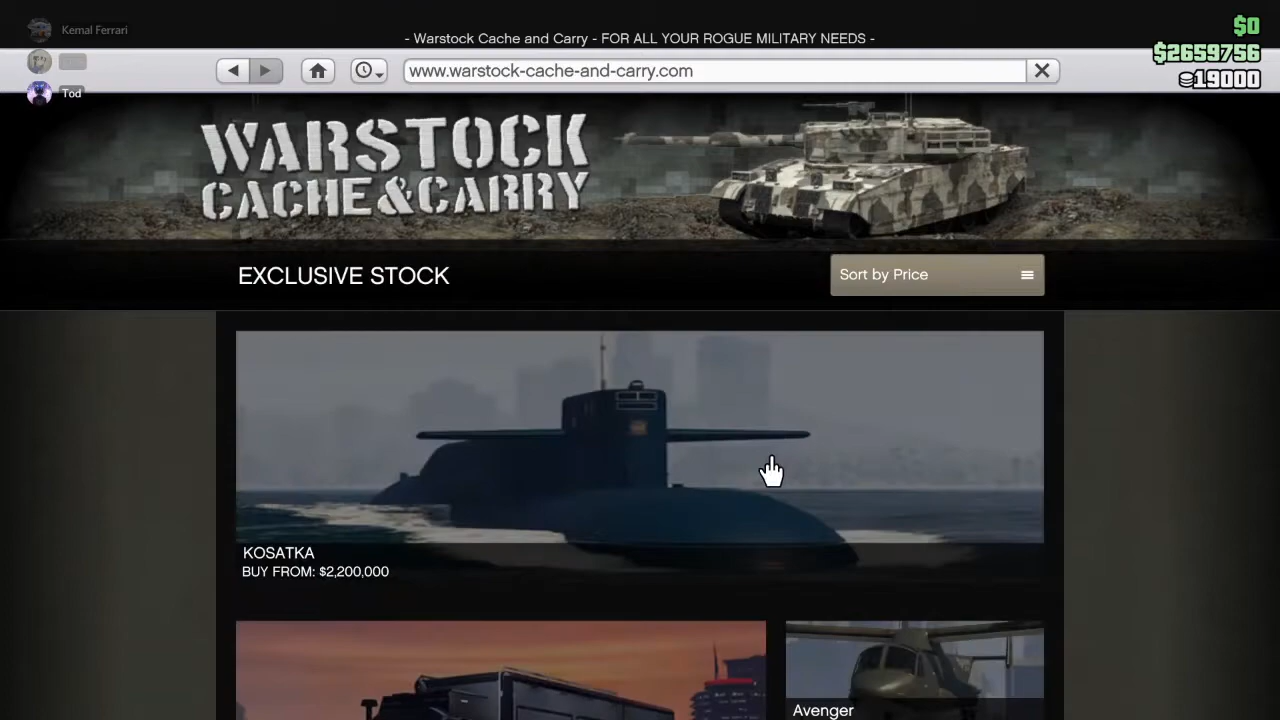 Kemal Ferrari
- Warstock Cache and Carry - FOR ALL YOUR ROGUE MILITARY NEEDS -
$0
$2659756
19000
www.warstock-cache-and-carry.com
Tod
WARSTOCK
CACHE&CARRY
EXCLUSIVE STOCK
Sort by Price
KOSATKA
BUY FROM: $2,200,000
Avenger